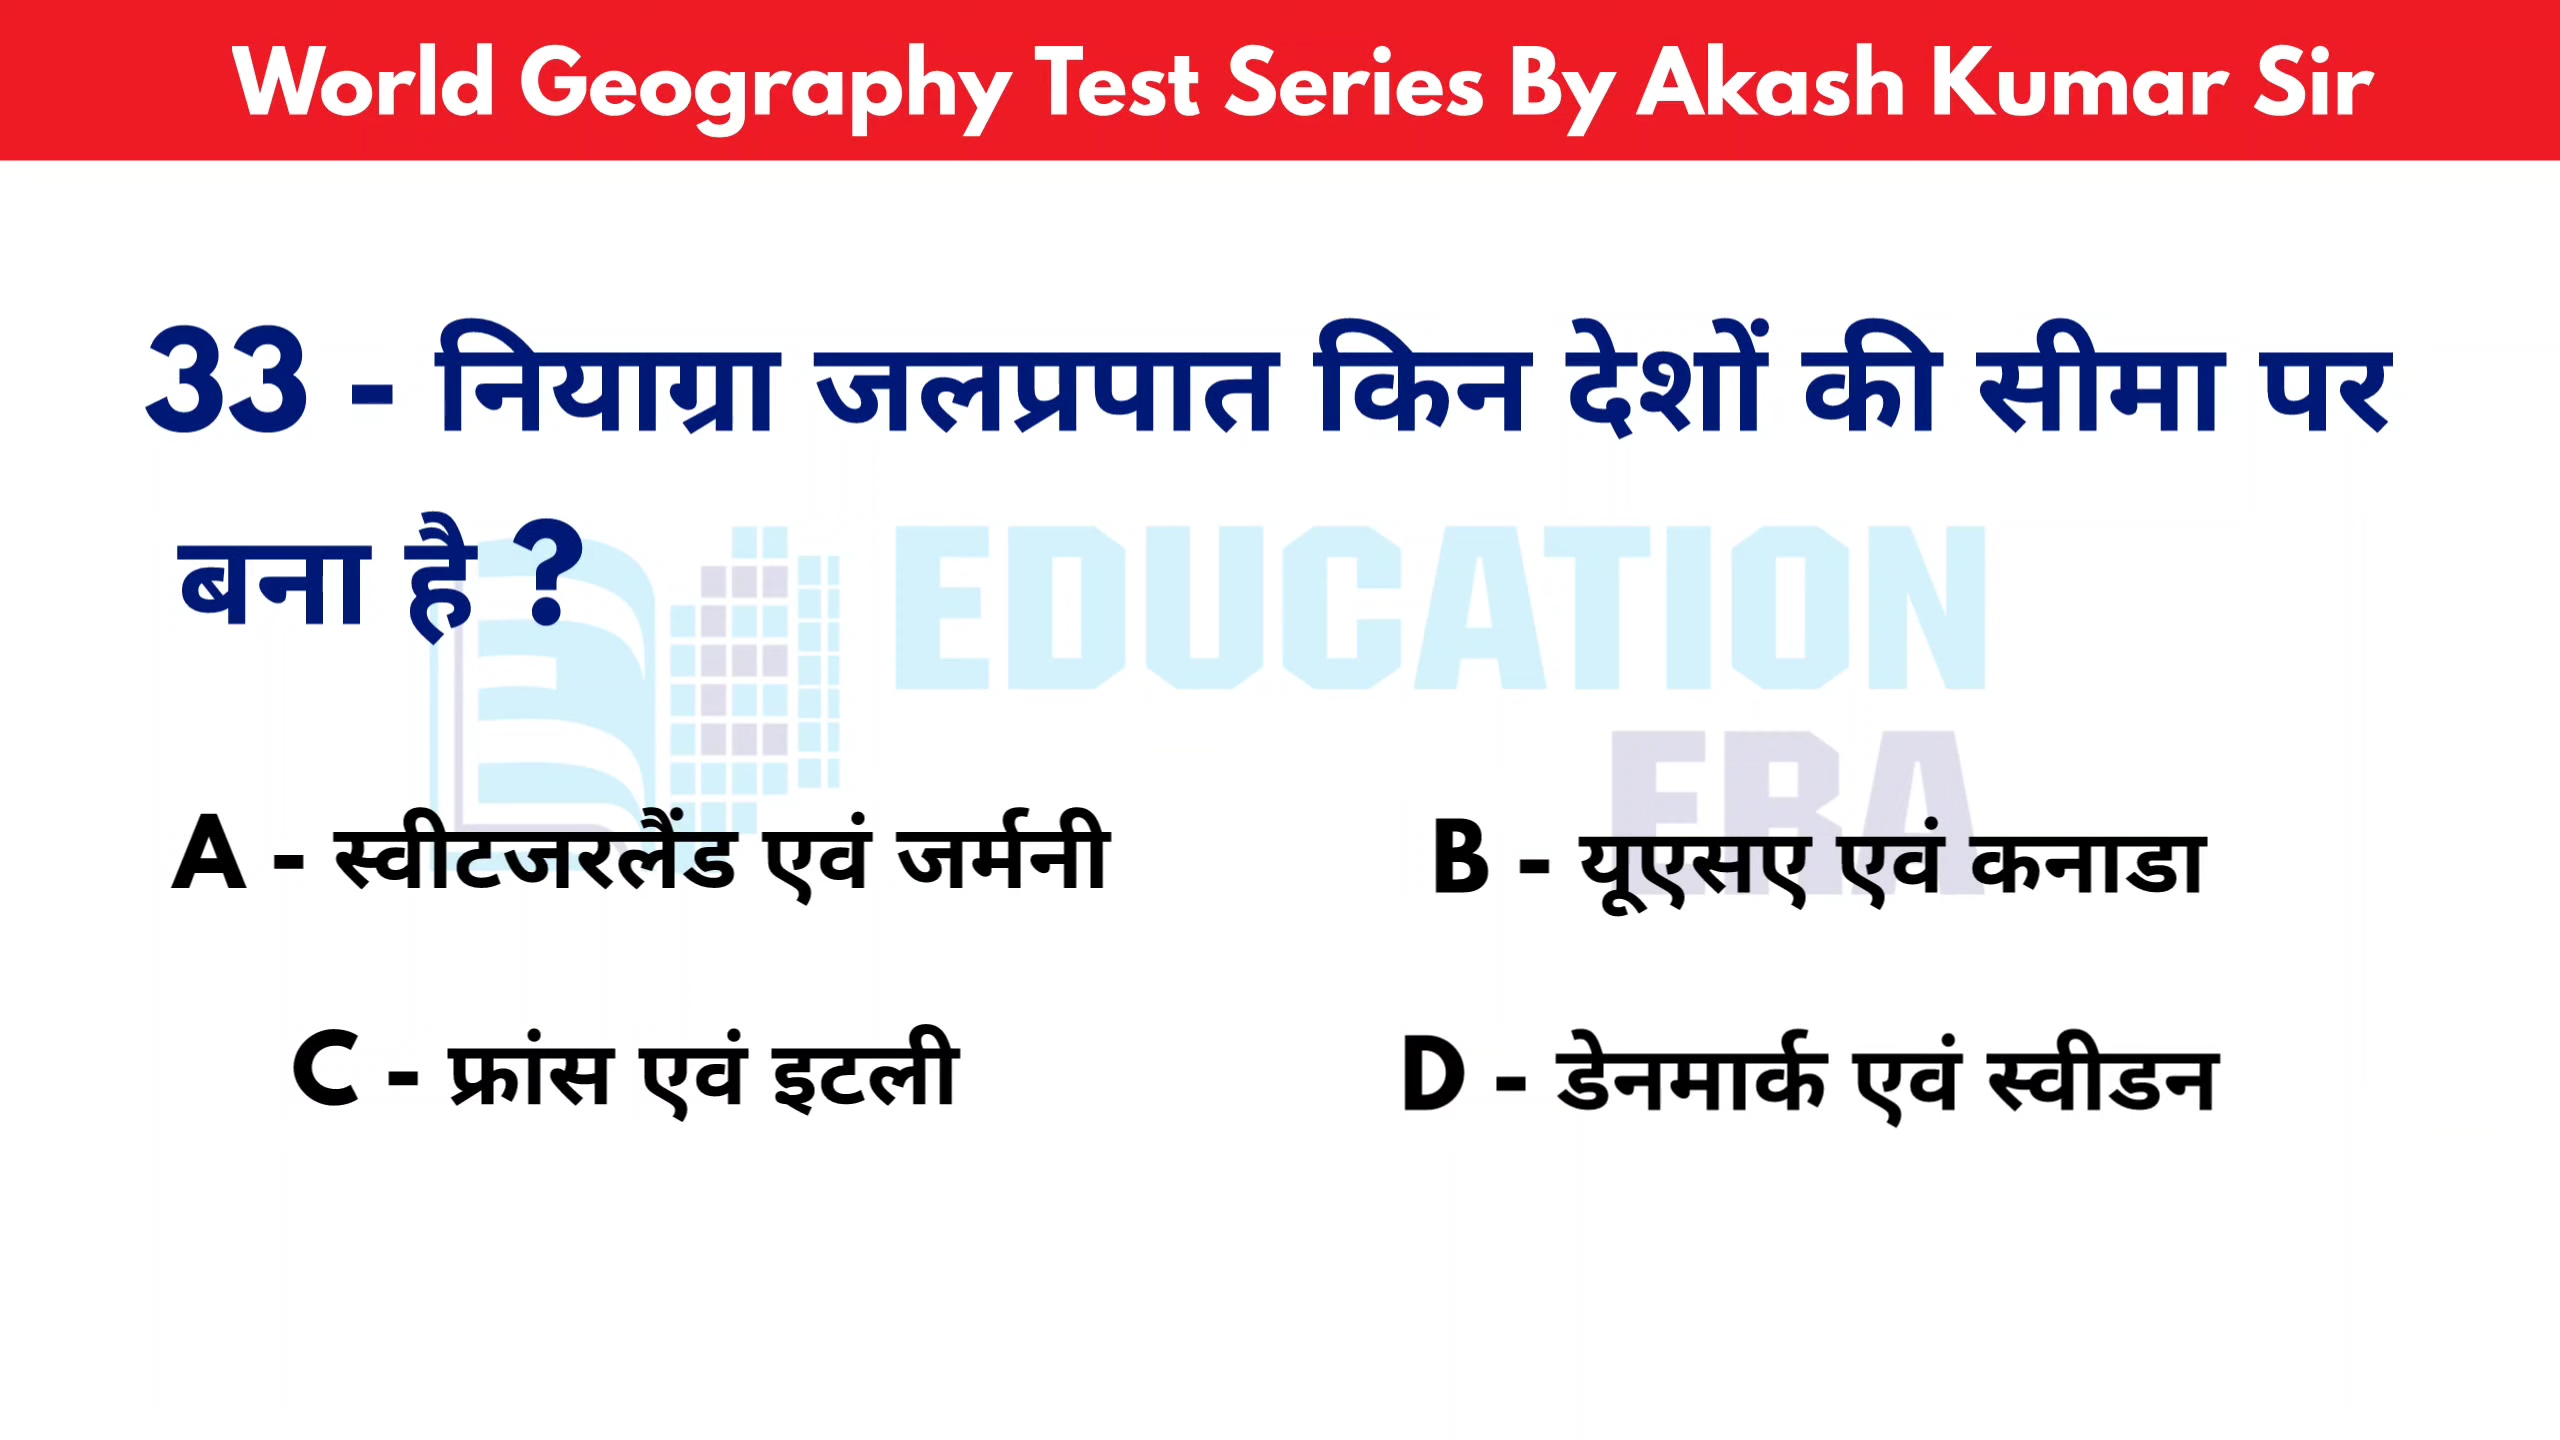 World Geography Test Series By Akash Kumar Sir
33 - नियाग्रा जलप्रपात किन देशों की सीमा पर
बना है ?
EDUCATION
ERA
A - स्वीटजरलैंड एवं जर्मनी
B - यूएसए एवं कनाडा
C - फ्रांस एवं इटली
D - डेनमार्क एवं स्वीडन